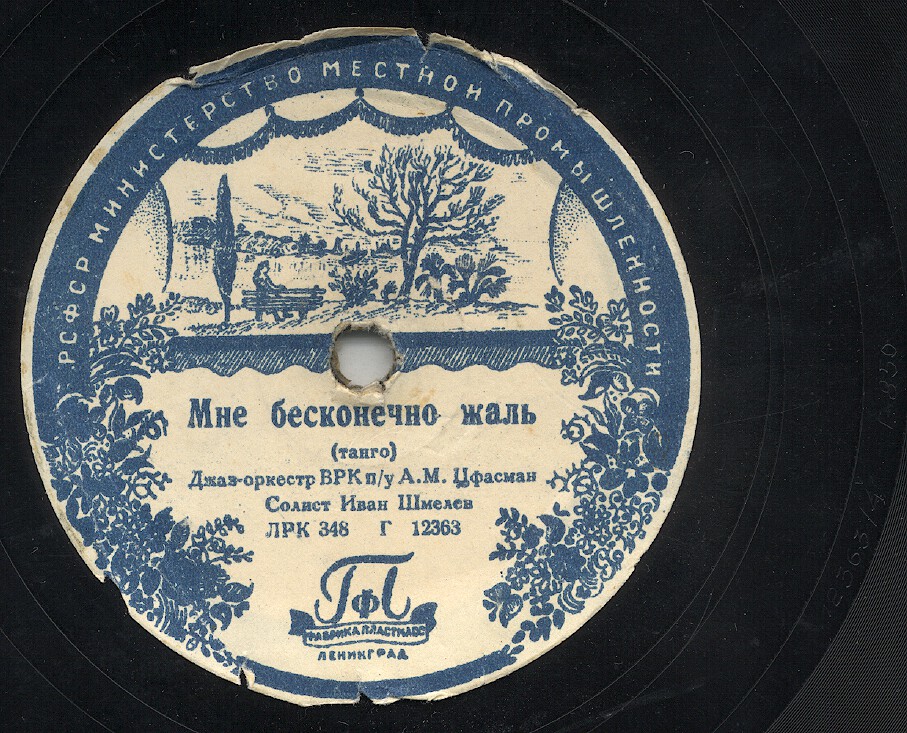 РСФСР МИНИСТЕРСТВО МЕСТНОЙ ПРОМЫШЛЕННОСТИ
Мне бесконечно жаль
(танго)
Джаз-оркестр ВРК п/у А.М. Цфасман
Солист Иван Шмелев
ЛРК 348 Г 12363
ГФП
ФАБРИКА ПЛАСТМАСС
ЛЕНИНГРАД